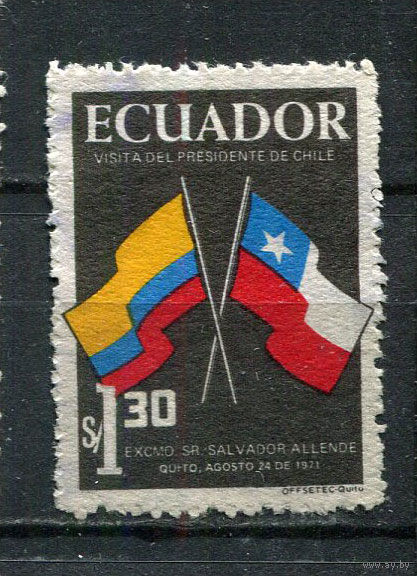 ECUADOR
VISITA DEL PRESIDENTE DE CHILE
S/1 30
EXCMO. SR. SALVADOR ALLENDE
QUITO, AGOSTO 24 DE 1971
OFFSETEC-Quito
www.ay.by